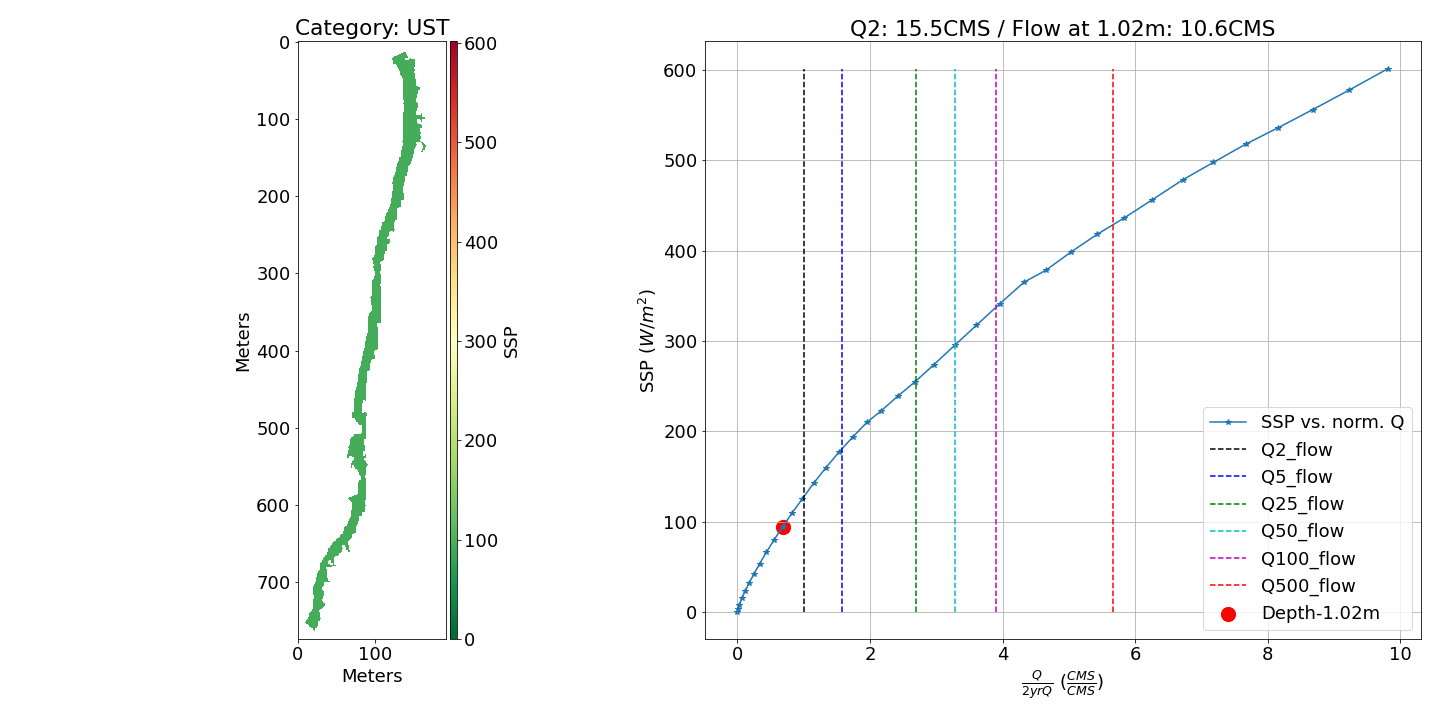 Category: UST
0
100
200
300
400
500
600
700
Meters
0 100
Meters
600
500
400
300
200
100
0
SSP
Q2: 15.5CMS / Flow at 1.02m: 10.6CMS
600
500
400
300
200
100
0
SSP (W/m²)
0 2 4 6 8 10
Q/2yrQ (CMS/CMS)
SSP vs. norm. Q
Q2_flow
Q5_flow
Q25_flow
Q50_flow
Q100_flow
Q500_flow
Depth-1.02m